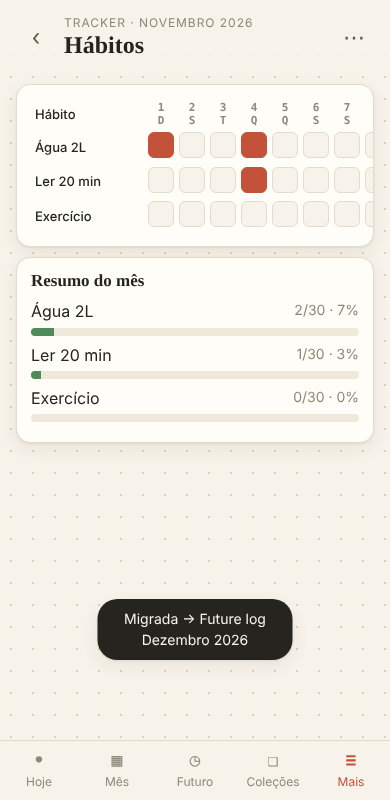 TRACKER · NOVEMBRO 2026
Hábitos
Hábito 1 2 3 4 5 6 7
D S T Q Q S S
Água 2L
Ler 20 min
Exercício
Resumo do mês
Água 2L 2/30 · 7%
Ler 20 min 1/30 · 3%
Exercício 0/30 · 0%
Migrada → Future log
Dezembro 2026
Hoje Mês Futuro Coleções Mais